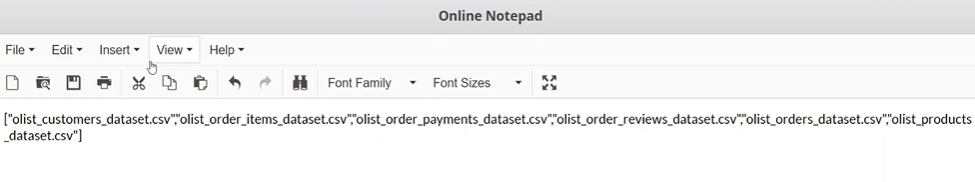 Online Notepad
File Edit Insert View Help
Font Family Font Sizes
["olist_customers_dataset.csv","olist_order_items_dataset.csv","olist_order_payments_dataset.csv","olist_order_reviews_dataset.csv","olist_orders_dataset.csv","olist_products
_dataset.csv"]